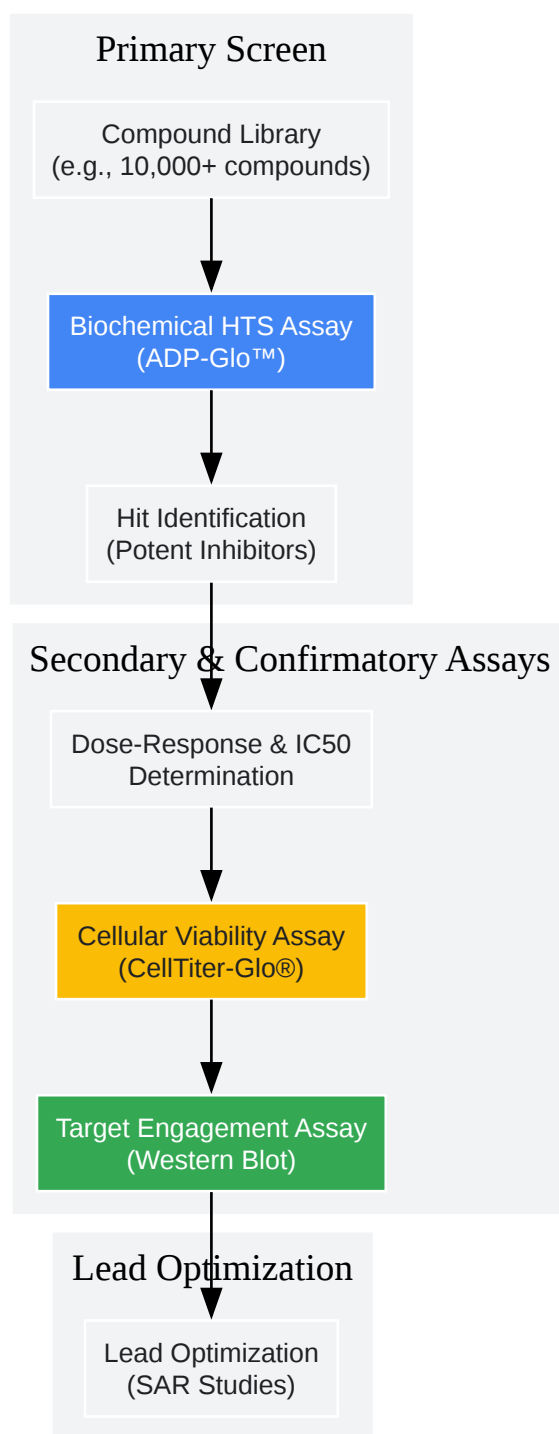 Primary Screen
Compound Library
(e.g., 10,000+ compounds)
Biochemical HTS Assay
(ADP-Glo™)
Hit Identification
(Potent Inhibitors)
Secondary & Confirmatory Assays
Dose-Response & IC50
Determination
Cellular Viability Assay
(CellTiter-Glo®)
Target Engagement Assay
(Western Blot)
Lead Optimization
Lead Optimization
(SAR Studies)